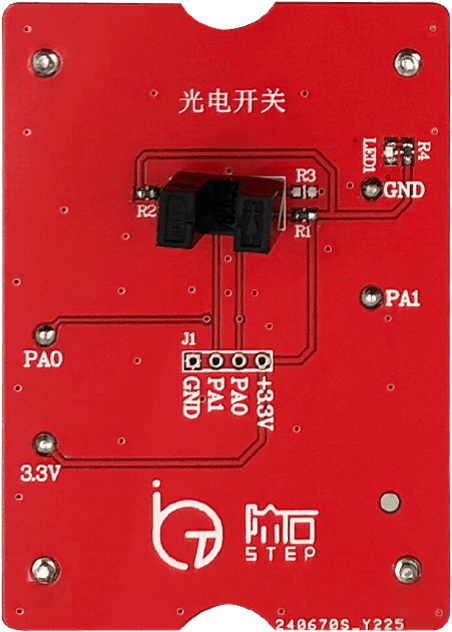 光电开关
LED1
R4
R3
R2
GND
R1
PA1
J1
PA0
GND
PA1
PA0
+3.3V
3.3V
STEP
240670S_Y225